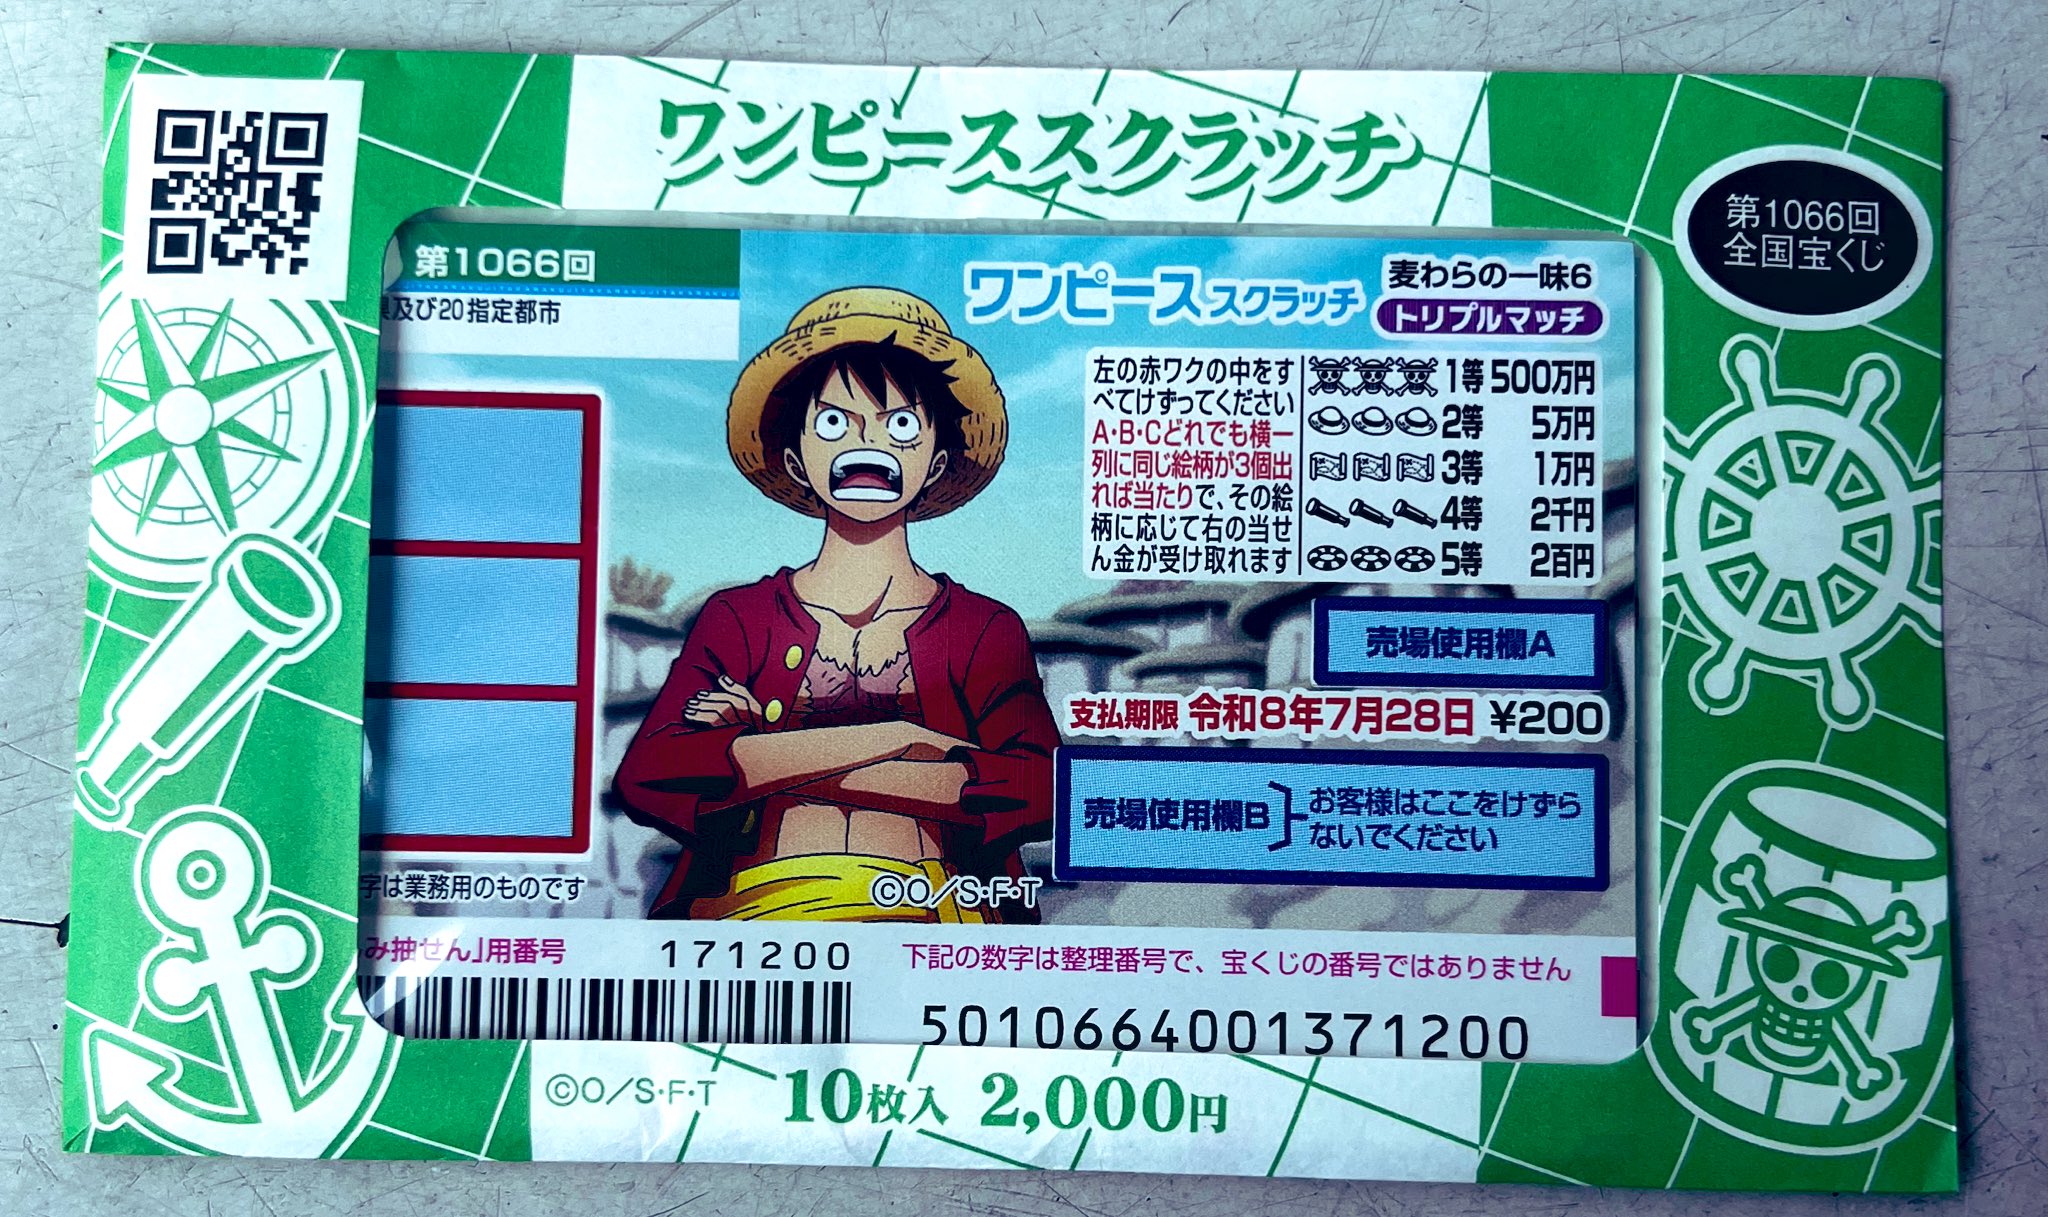 ワンピーススクラッチ
第1066回
全国宝くじ
第1066回
県及び20指定都市
ワンピーススクラッチ
麦わらの一味6
トリプルマッチ
左の赤ワクの中をす
べてけずってください
A・B・Cどれでも横一
列に同じ絵柄が3個出
れば当たりで、その絵
柄に応じて右の当せ
ん金が受け取れます
1等 500万円
2等 5万円
3等 1万円
4等 2千円
5等 2百円
売場使用欄A
支払期限 令和8年7月28日 ¥200
売場使用欄B
お客様はここをけずら
ないでください
字は業務用のものです
©O/S・F・T
み抽せん」用番号
171200
下記の数字は整理番号で、宝くじの番号ではありません
5010664001371200
©O/S・F・T
10枚入 2,000円